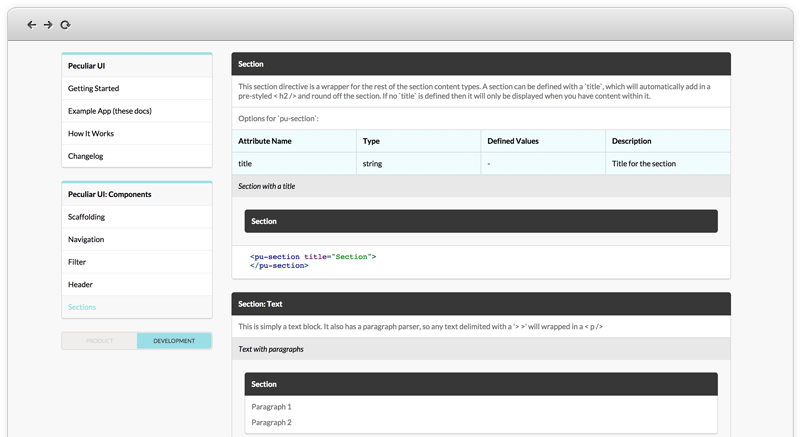 Peculiar UI
Getting Started
Example App (these docs)
How It Works
Changelog
Peculiar UI: Components
Scaffolding
Navigation
Filter
Header
Sections
PRODUCT
DEVELOPMENT
Section
This section directive is a wrapper for the rest of the section content types. A section can be defined with a `title`, which will automatically add in a
pre-styled < h2 /> and round off the section. If no `title` is defined then it will only be displayed when you have content within it.
Options for `pu-section`:
Attribute Name Type Defined Values Description
title string - Title for the section
Section with a title
Section
<pu-section title="Section">
</pu-section>
Section: Text
This is simply a text block. It also has a paragraph parser, so any text delimited with a '> >' will wrapped in a < p />
Text with paragraphs
Section
Paragraph 1
Paragraph 2